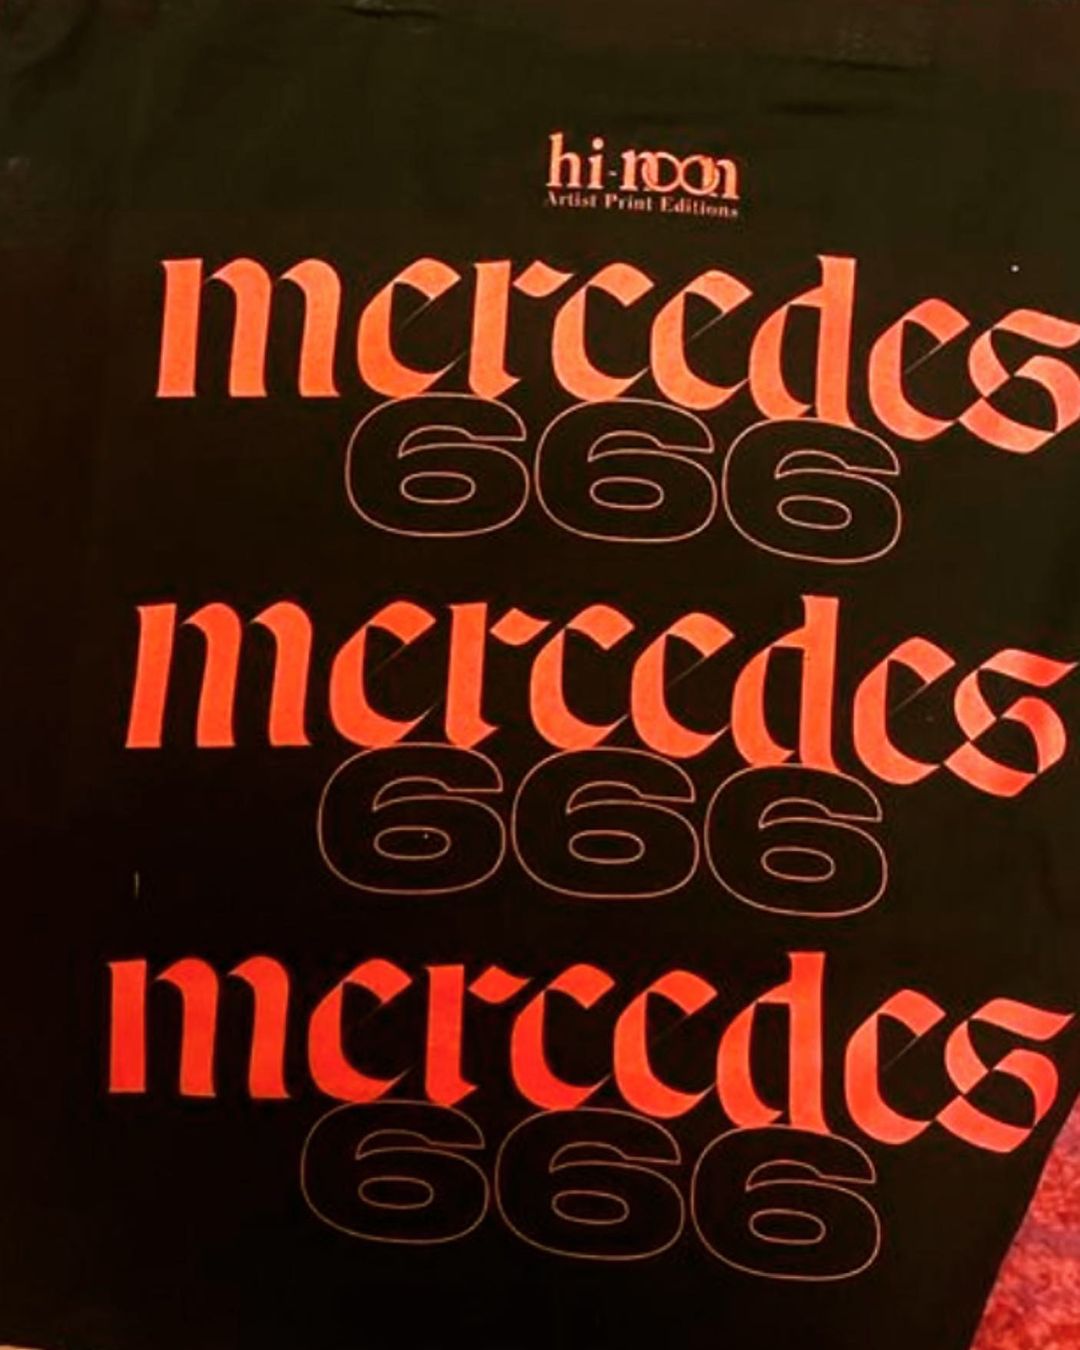 hi-noon
Artist Print Editions
mercedes
666
mercedes
666
mercedes
666